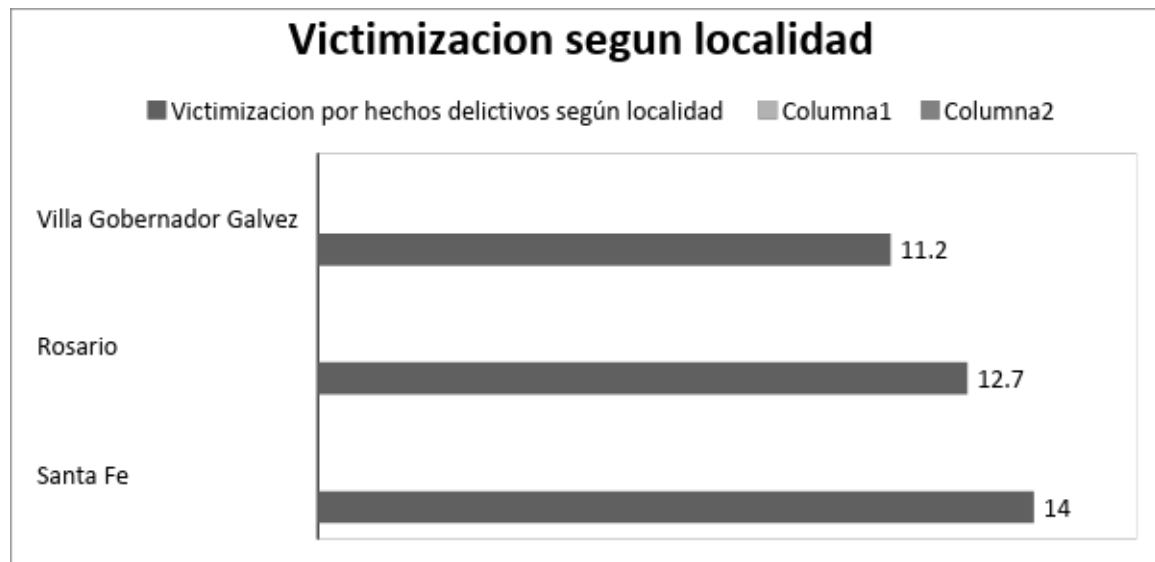 Victimizacion segun localidad
Victimizacion por hechos delictivos según localidad Columna1 Columna2
Villa Gobernador Galvez
11.2
Rosario
12.7
Santa Fe
14